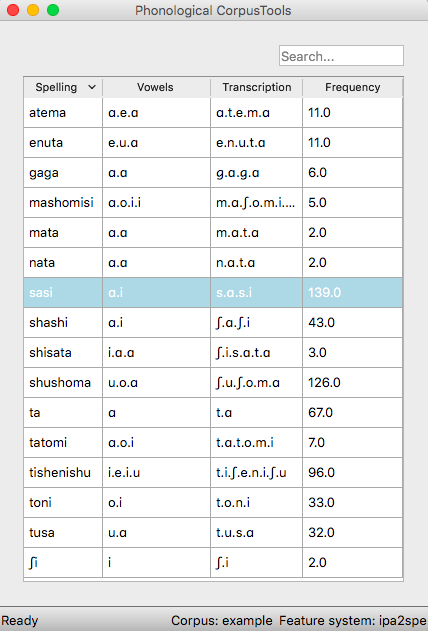 Phonological CorpusTools
Search...
Spelling Vowels Transcription Frequency
atema ɑ.e.ɑ ɑ.t.e.m.ɑ 11.0
enuta e.u.ɑ e.n.u.t.ɑ 11.0
gaga ɑ.ɑ ɡ.ɑ.ɡ.ɑ 6.0
mashomisi ɑ.o.i.i m.ɑ.ʃ.o.m.i.... 5.0
mata ɑ.ɑ m.ɑ.t.ɑ 2.0
nata ɑ.ɑ n.ɑ.t.ɑ 2.0
sasi ɑ.i s.ɑ.s.i 139.0
shashi ɑ.i ʃ.ɑ.ʃ.i 43.0
shisata i.ɑ.ɑ ʃ.i.s.ɑ.t.ɑ 3.0
shushoma u.o.ɑ ʃ.u.ʃ.o.m.ɑ 126.0
ta ɑ t.ɑ 67.0
tatomi ɑ.o.i t.ɑ.t.o.m.i 7.0
tishenishu i.e.i.u t.i.ʃ.e.n.i.ʃ.u 96.0
toni o.i t.o.n.i 33.0
tusa u.ɑ t.u.s.ɑ 32.0
ʃi i ʃ.i 2.0
Ready Corpus: example Feature system: ipa2spe